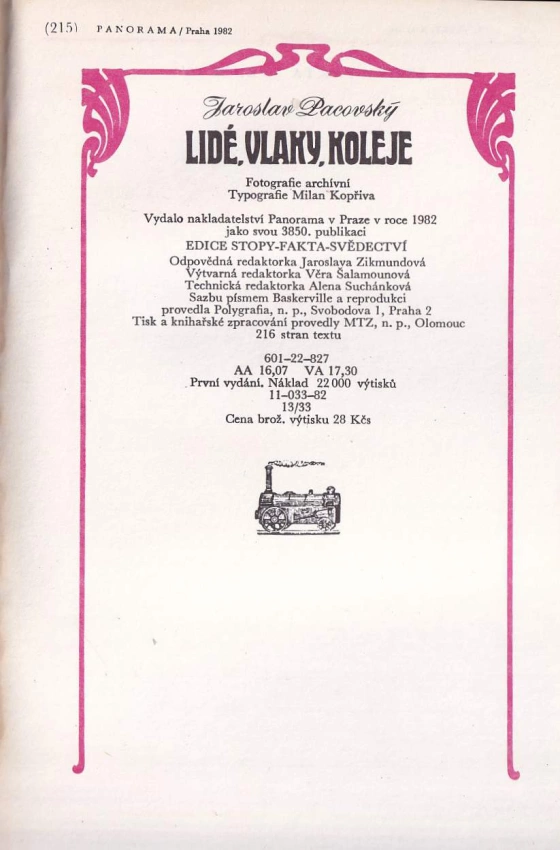 (215) PANORAMA/Praha 1982
Jaroslav Pacovský
LIDÉ, VLAKY, KOLEJE
Fotografie archívní
Typografie Milan Kopřiva
Vydalo nakladatelství Panorama v Praze v roce 1982
jako svou 3850. publikaci
EDICE STOPY-FAKTA-SVĚDECTVÍ
Odpovědná redaktorka Jaroslava Zikmundová
Výtvarná redaktorka Věra Šalamounová
Technická redaktorka Alena Suchánková
Sazbu písmem Baskerville a reprodukci
provedla Polygrafia, n. p., Svobodova 1, Praha 2
Tisk a knihařské zpracování provedly MTZ, n. p., Olomouc
216 stran textu
601-22-827
AA 16,07 VA 17,30
První vydání. Náklad 22 000 výtisků
11-033-82
13/33
Cena brož. výtisku 28 Kčs